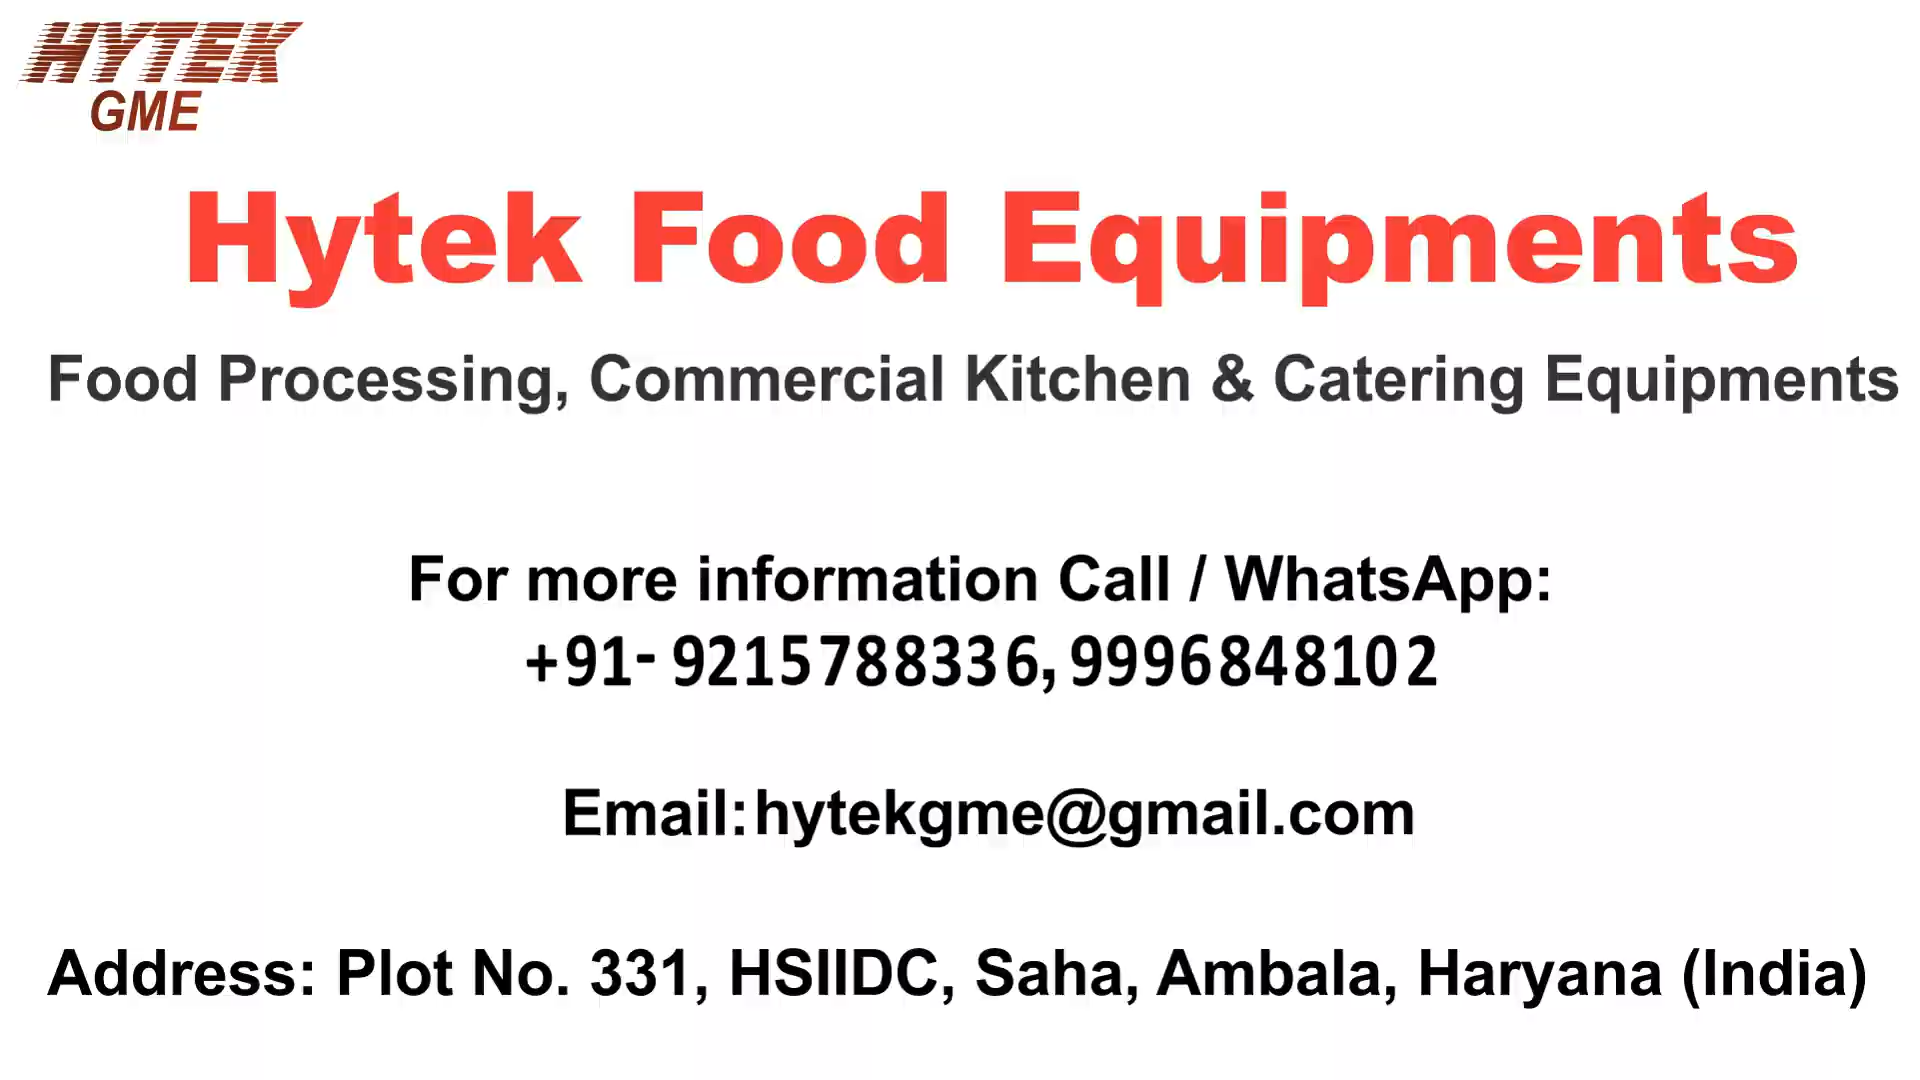 HYTEK
GME
Hytek Food Equipments
Food Processing, Commercial Kitchen & Catering Equipments
For more information Call / WhatsApp:
+91- 9215788336, 9996848102
Email: hytekgme@gmail.com
Address: Plot No. 331, HSIIDC, Saha, Ambala, Haryana (India)